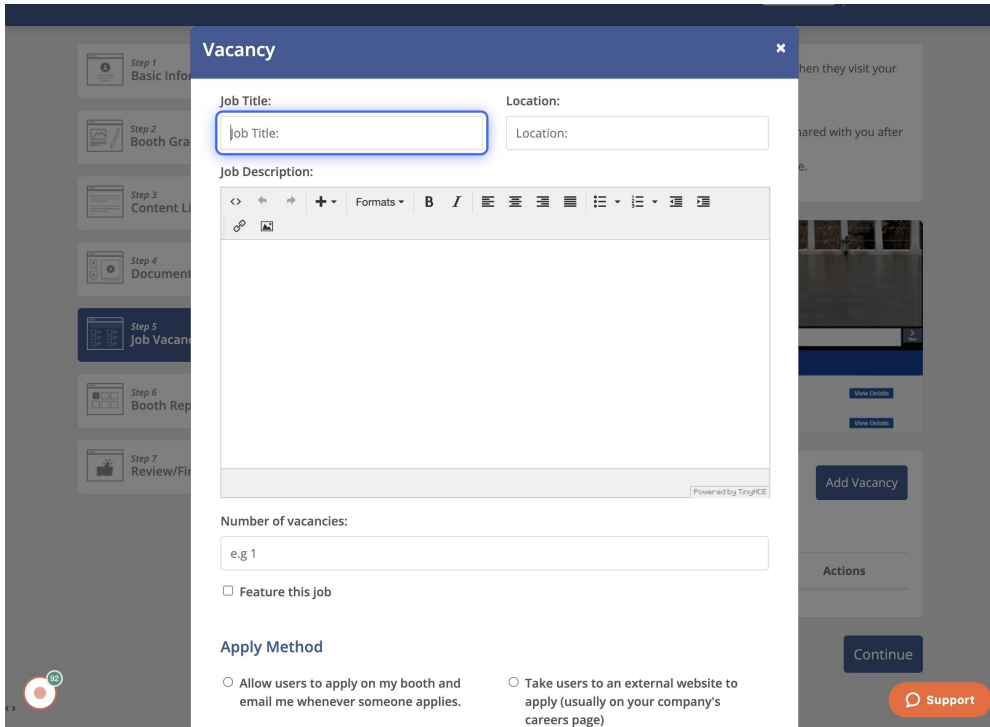 Vacancy
×
Step 1
Basic Infor
hen they visit your
Job Title:
Location:
Job Title:
Location:
Step 2
Booth Gra
hared with you after
e.
Job Description:
Step 3
Content Li
Formats
B I
Step 4
Document
Step 5
Job Vacan
Next
View Details
View Details
Step 6
Booth Rep
Step 7
Review/Fin
Add Vacancy
Powered by TinyMCE
Number of vacancies:
e.g 1
Actions
Feature this job
Apply Method
Continue
Allow users to apply on my booth and
email me whenever someone applies.
Take users to an external website to
apply (usually on your company's
careers page)
92
Support